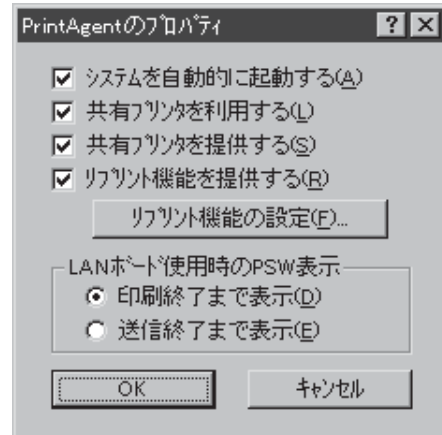 PrintAgentのプロパティ
システムを自動的に起動する(A)
共有プリンタを利用する(L)
共有プリンタを提供する(S)
リプリント機能を提供する(R)
リプリント機能の設定(F)...
LANボード使用時のPSW表示
印刷終了まで表示(D)
送信終了まで表示(E)
OK
キャンセル